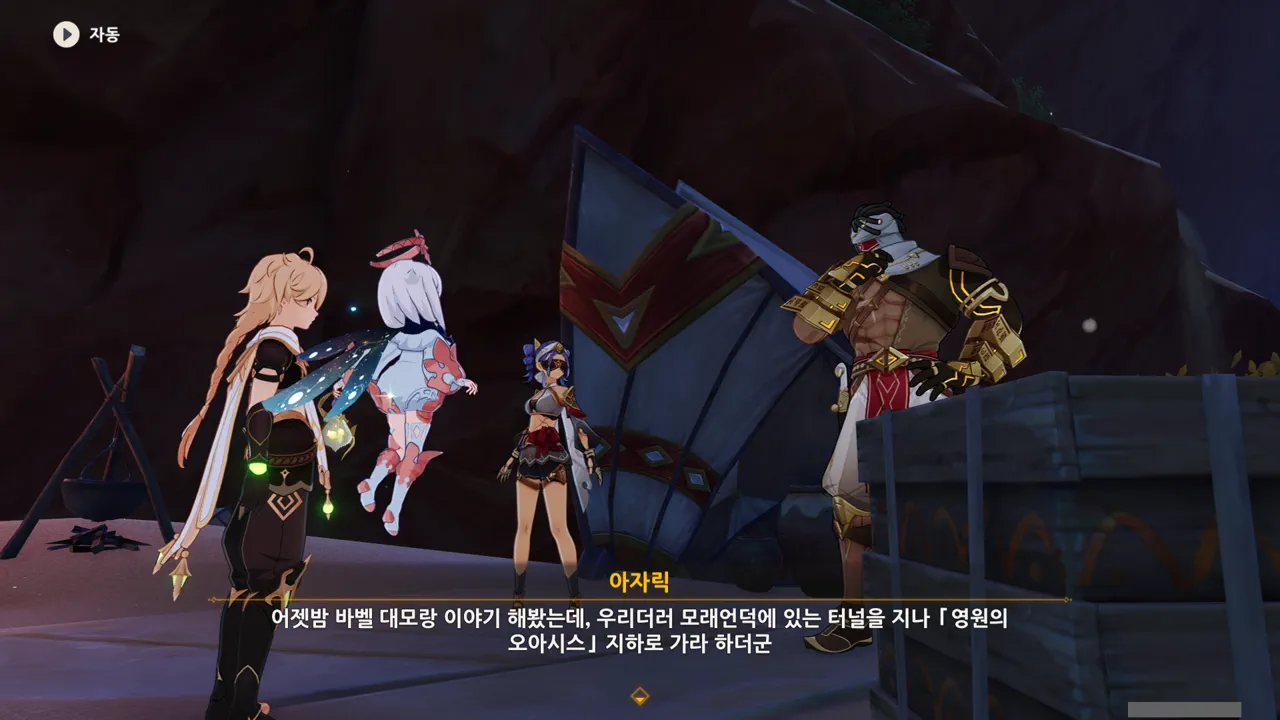 자동
아자릭
어젯밤 바벨 대모랑 이야기 해봤는데, 우리더러 모래언덕에 있는 터널을 지나 「영원의
오아시스」 지하로 가라 하더군